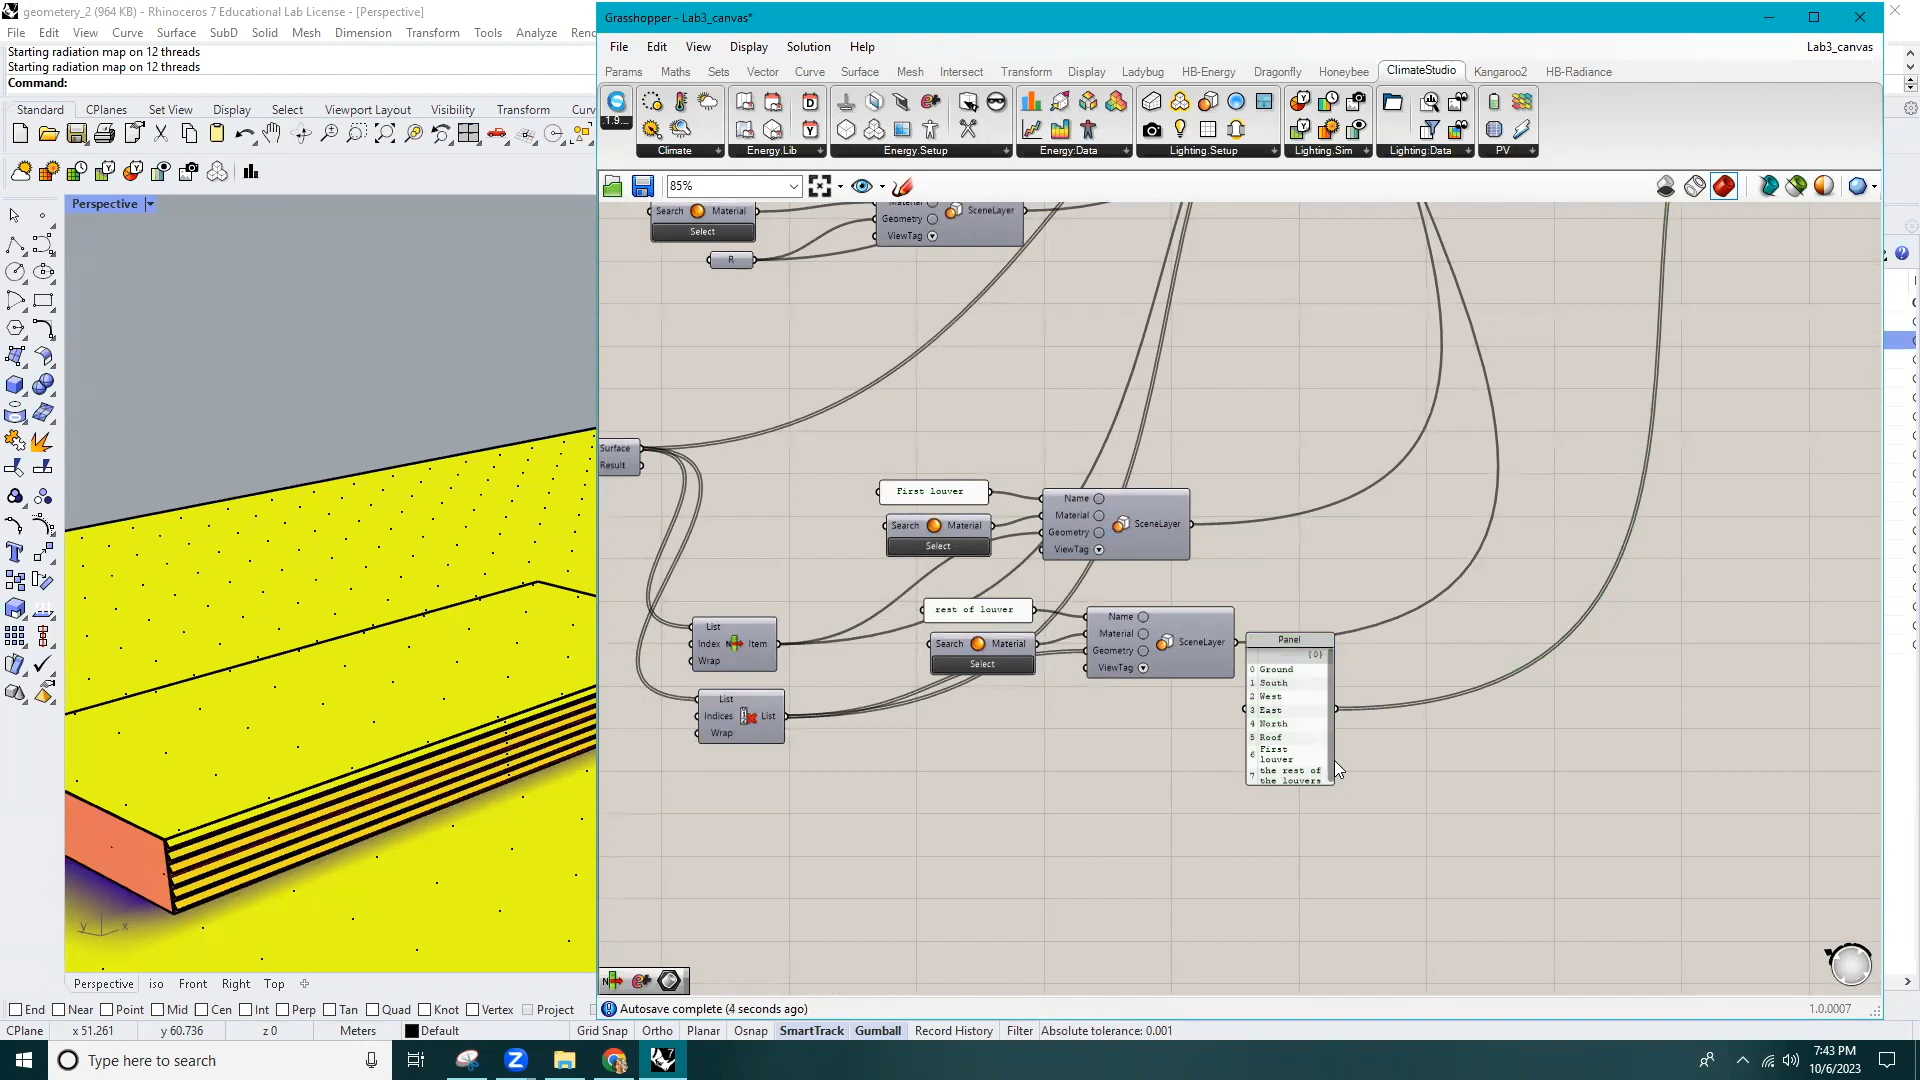 geometery_2 (964 KB) - Rhinoceros 7 Educational Lab License - [Perspective]
File Edit View Curve Surface SubD Solid Mesh Dimension Transform Tools Analyze
Starting radiation map on 12 threads
Starting radiation map on 12 threads
Command:
Standard CPlanes Set View Display Select Viewport Layout Visibility Transform
Perspective
Grasshopper - Lab3_canvas*
File Edit View Display Solution Help
Lab3_canvas
Params Maths Sets Vector Curve Surface Mesh Intersect Transform Display Ladybug HB-Energy Dragonfly Honeybee ClimateStudio Kangaroo2 HB-Radiance
Climate Energy.Lib Energy.Setup Energy:Data Lighting.Setup Lighting.Sim Lighting:Data PV
85%
Search Material
Select
Geometry
ViewTag
SceneLayer
R
Surface
Result
First louver
Search Material
Select
Name
Material
Geometry
ViewTag
SceneLayer
rest of louver
Search Material
Select
Name
Material
Geometry
ViewTag
SceneLayer
List
Index Item
Wrap
List
Indices List
Wrap
Panel
{0}
0 Ground
1 South
2 West
3 East
4 North
5 Roof
6 First louver
7 the rest of the louvers
y x
Perspective iso Front Right Top
Autosave complete (4 seconds ago)
1.0.0007
End Near Point Mid Cen Int Perp Tan Quad Knot Vertex Project
CPlane x 51.261 y 60.736 z 0 Meters Default Grid Snap Ortho Planar Osnap SmartTrack Gumball Record History Filter Absolute tolerance: 0.001
Type here to search
7:43 PM
10/6/2023